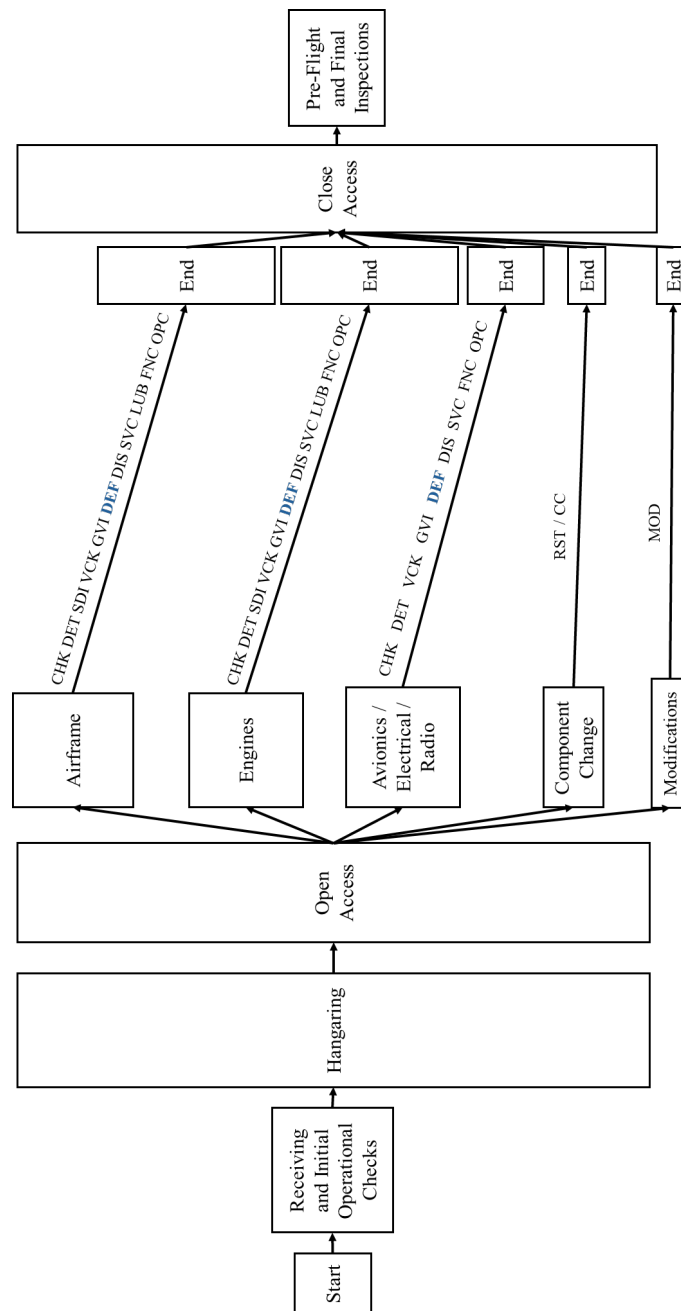 Start
Receiving
and Initial
Operational
Checks
Hangaring
Open
Access
Airframe
CHK DET SDI VCK GVI DEF DIS SVC LUB FNC OPC
End
Engines
CHK DET SDI VCK GVI DEF DIS SVC LUB FNC OPC
End
Avionics /
Electrical /
Radio
CHK DET VCK GVI DEF DIS SVC FNC OPC
End
Component
Change
RST / CC
End
Modifications
MOD
End
Close
Access
Pre-Flight
and Final
Inspections